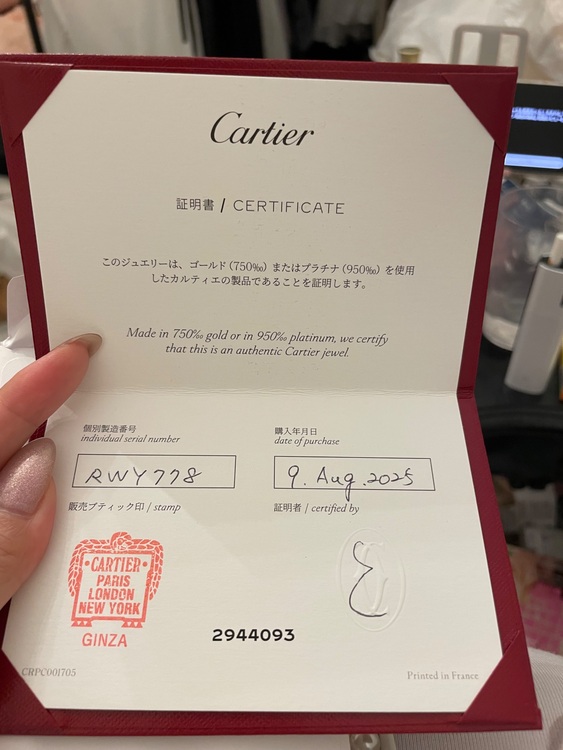 Cartier
証明書 / CERTIFICATE
このジュエリーは、ゴールド（750‰）またはプラチナ（950‰）を使用
したカルティエの製品であることを証明します。
Made in 750‰ gold or in 950‰ platinum, we certify
that this is an authentic Cartier jewel.
個別製造番号
individual serial number
RWY778
購入年月日
date of purchase
9. Aug. 2025
販売ブティック印 / stamp
証明者 / certified by
CARTIER
PARIS
LONDON
NEW YORK
GINZA
2944093
CRPC001705
Printed in France